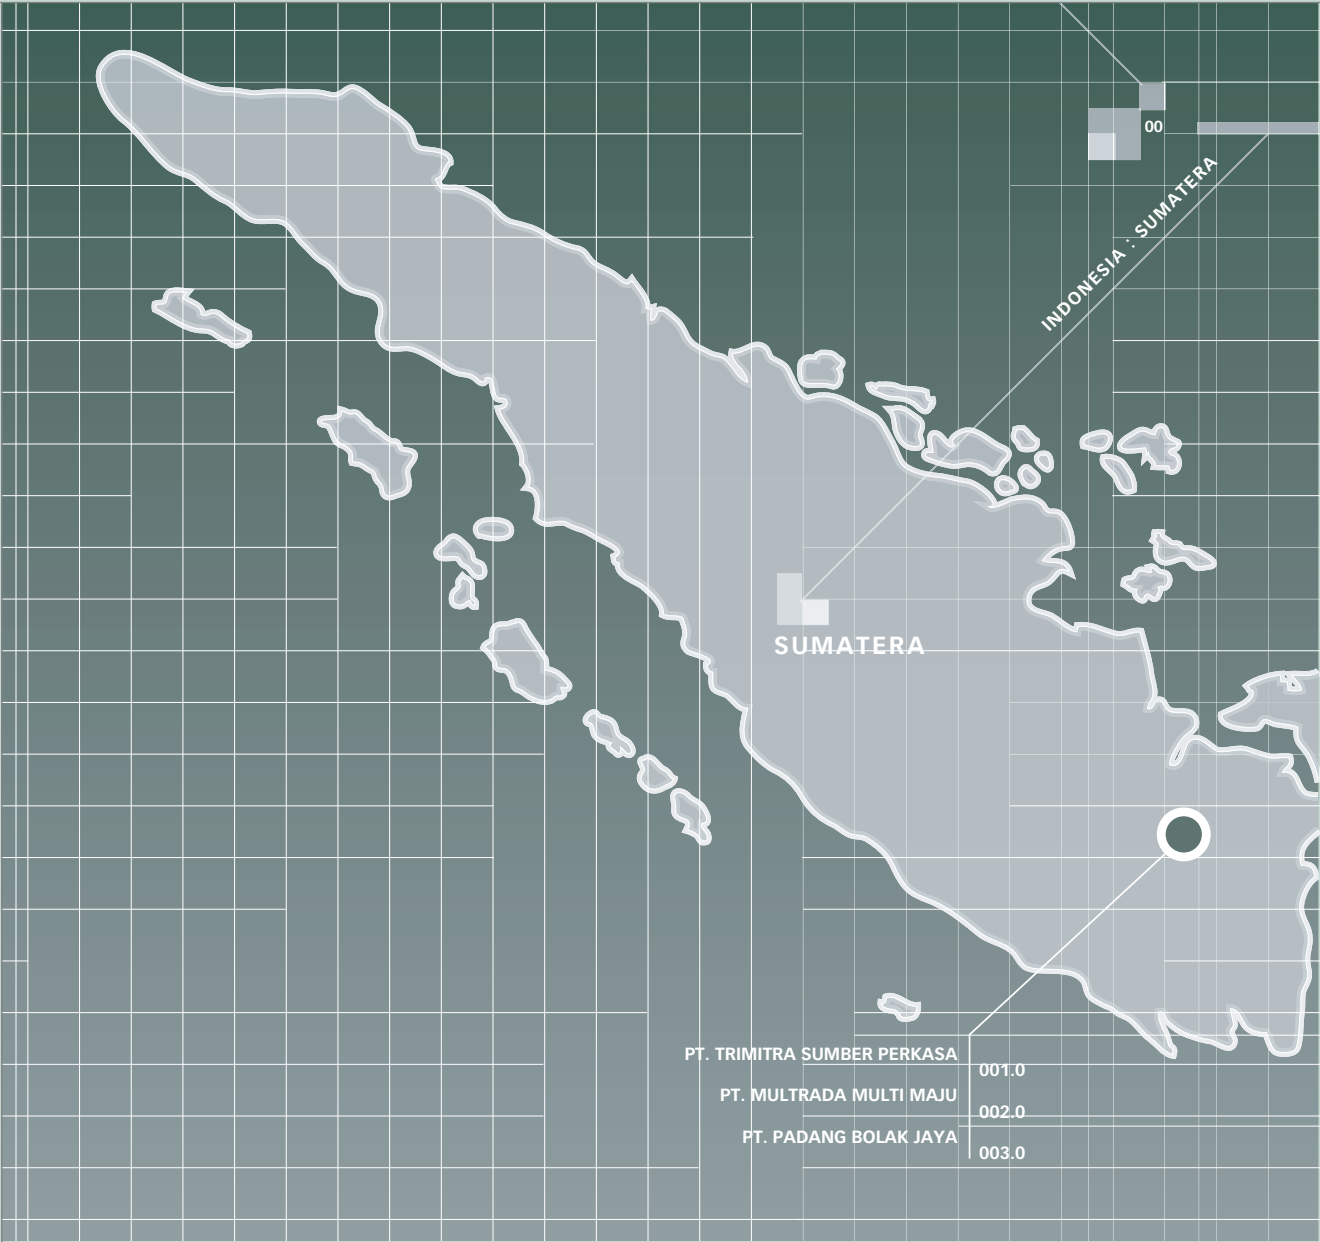 00
INDONESIA : SUMATERA
SUMATERA
PT. TRIMITRA SUMBER PERKASA
001.0
PT. MULTRADA MULTI MAJU
002.0
PT. PADANG BOLAK JAYA
003.0